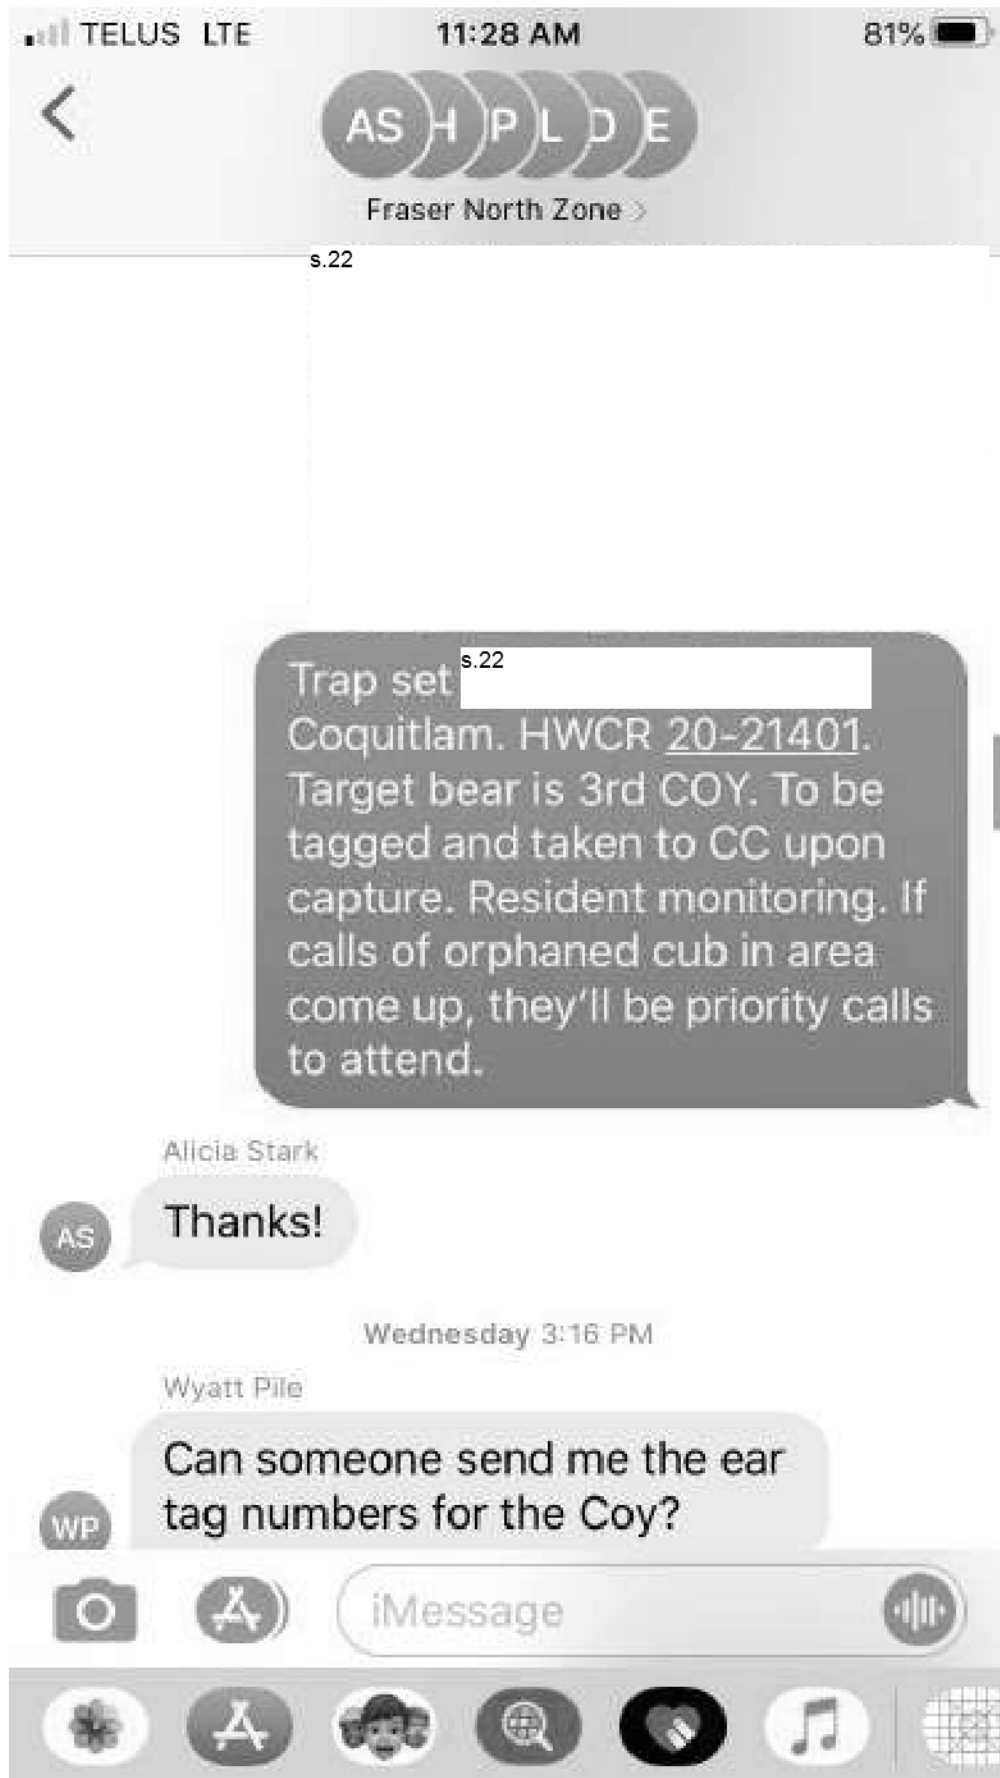 TELUS LTE 11:28 AM 81%
AS H P L D E
Fraser North Zone
s.22
Trap set s.22
Coquitlam. HWCR 20-21401.
Target bear is 3rd COY. To be
tagged and taken to CC upon
capture. Resident monitoring. If
calls of orphaned cub in area
come up, they'll be priority calls
to attend.
Alicia Stark
AS Thanks!
Wednesday 3:16 PM
Wyatt Pile
Can someone send me the ear
tag numbers for the Coy?
WP
iMessage